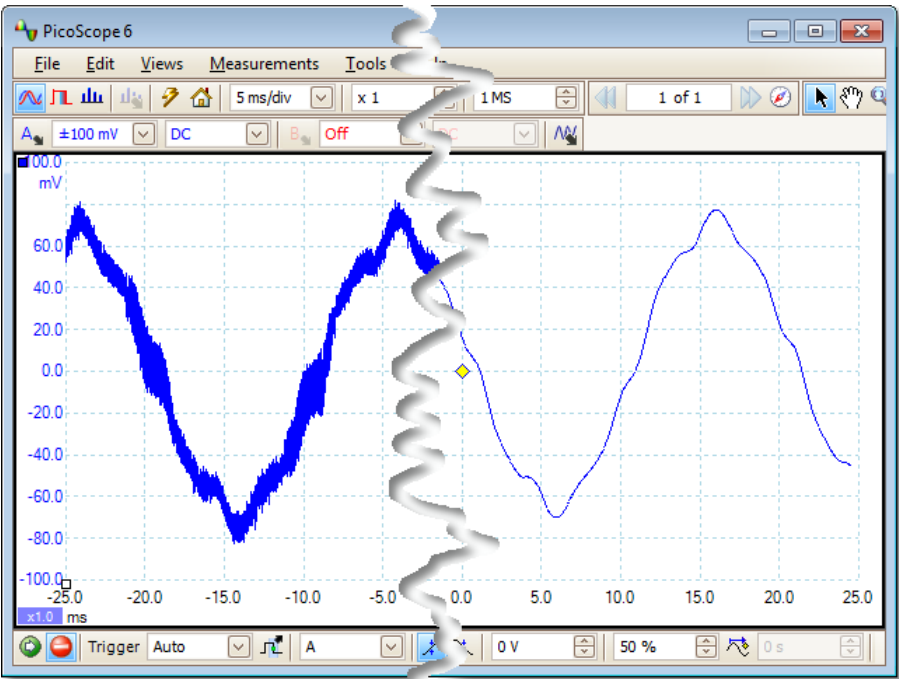 PicoScope 6
File Edit Views Measurements Tools
5 ms/div x 1 1 MS 1 of 1
A ±100 mV DC B Off DC
100.0
mV
60.0
40.0
20.0
0.0
-20.0
-40.0
-60.0
-80.0
-100.0
-25.0 -20.0 -15.0 -10.0 -5.0 0.0 5.0 10.0 15.0 20.0 25.0
x1.0 ms
Trigger Auto A 0 V 50 % 0 s